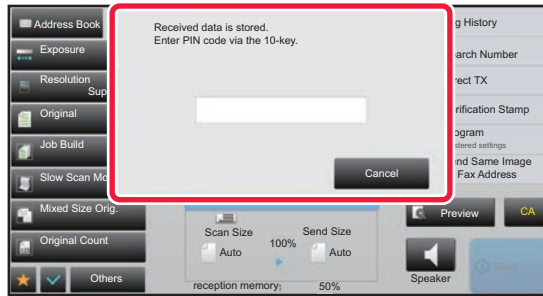 Address Book
Exposure
Resolution
Sup
Original
Job Build
Slow Scan Mo
Mixed Size Orig.
Original Count
Others
Received data is stored.
Enter PIN code via the 10-key.
Cancel
Scan Size
Auto
100%
Send Size
Auto
reception memory:
50%
g History
arch Number
rect TX
rification Stamp
ogram
stered settings
nd Same Image
Fax Address
Preview
CA
Speaker
Start